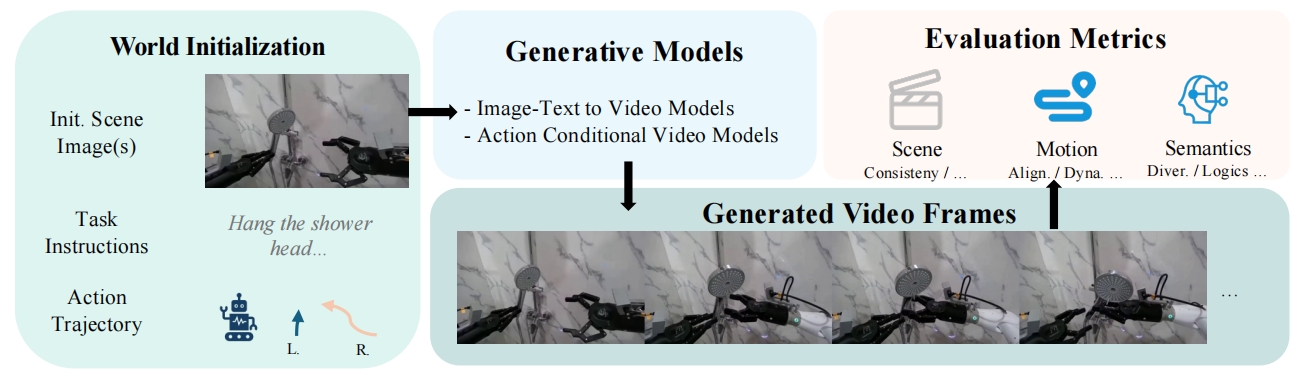 World Initialization
Init. Scene
Image(s)
Task
Instructions
Hang the shower
head...
Action
Trajectory
L.
R.
Generative Models
- Image-Text to Video Models
- Action Conditional Video Models
Evaluation Metrics
Scene
Consisteny / ...
Motion
Align. / Dyna. ...
Semantics
Diver. / Logics ...
Generated Video Frames
...